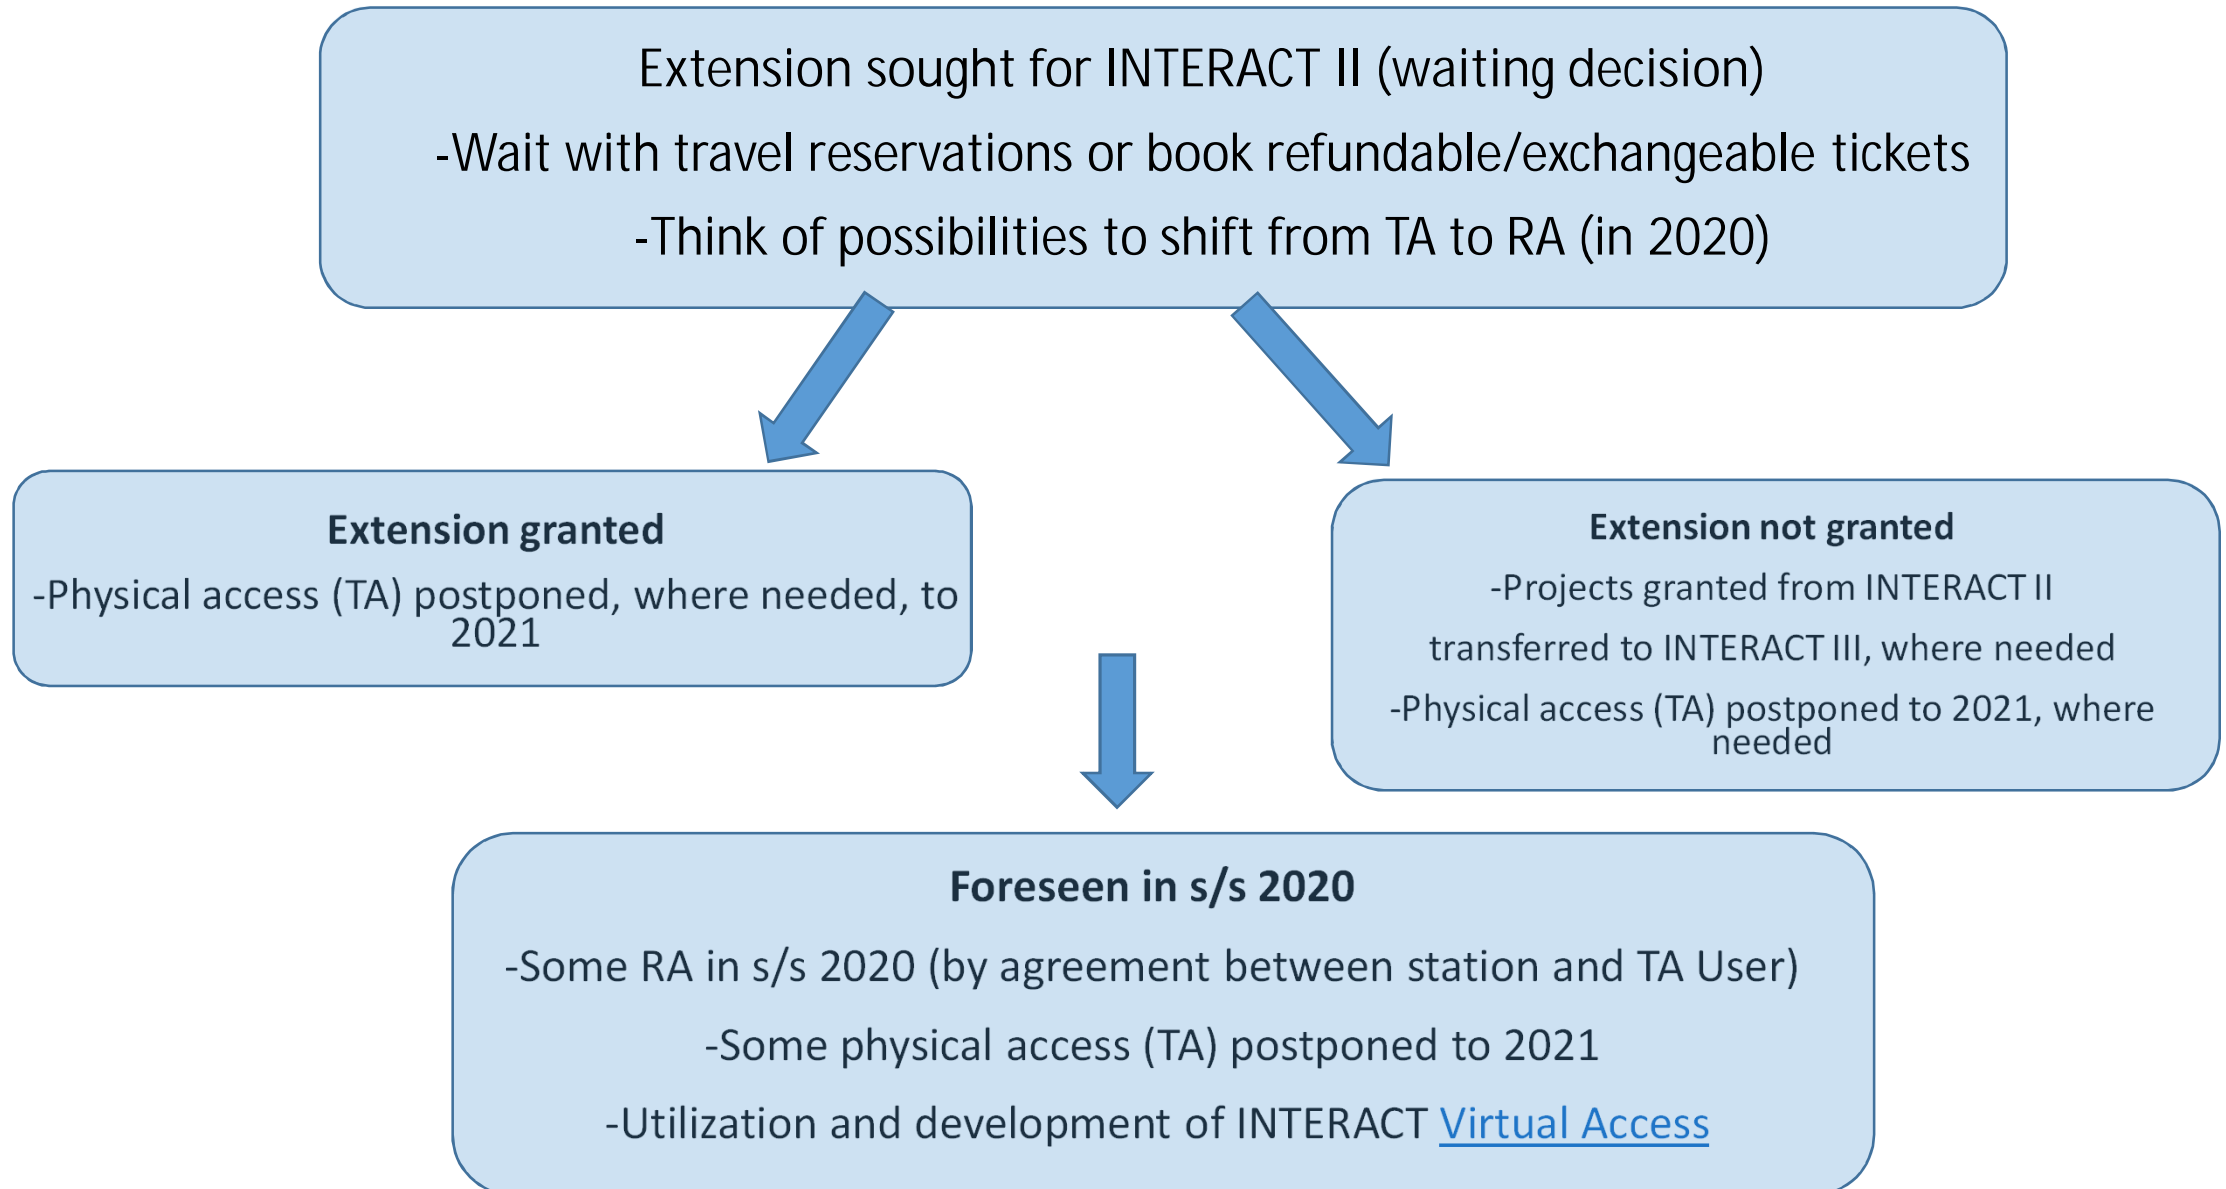 Extension sought for INTERACT II (waiting decision)
-Wait with travel reservations or book refundable/exchangeable tickets
-Think of possibilities to shift from TA to RA (in 2020)
Extension granted
-Physical access (TA) postponed, where needed, to
2021
Extension not granted
-Projects granted from INTERACT II
transferred to INTERACT III, where needed
-Physical access (TA) postponed to 2021, where
needed
Foreseen in s/s 2020
-Some RA in s/s 2020 (by agreement between station and TA User)
-Some physical access (TA) postponed to 2021
-Utilization and development of INTERACT Virtual Access